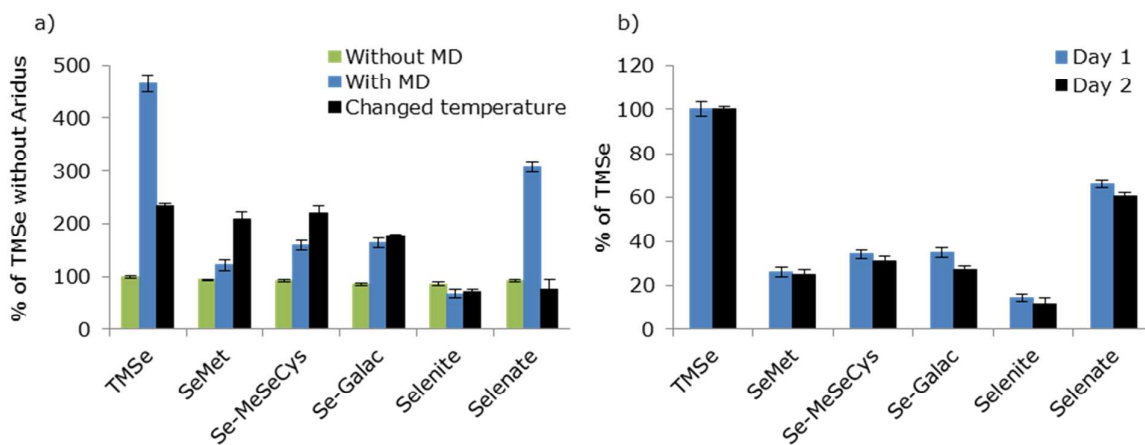 a)
% of TMSe without Aridus
500
400
300
200
100
0
Without MD
With MD
Changed temperature
TMSe
SeMet
Se-MeSeCys
Se-Galac
Selenite
Selenate
b)
% of TMSe
120
100
80
60
40
20
0
Day 1
Day 2
TMSe
SeMet
Se-MeSeCys
Se-Galac
Selenite
Selenate